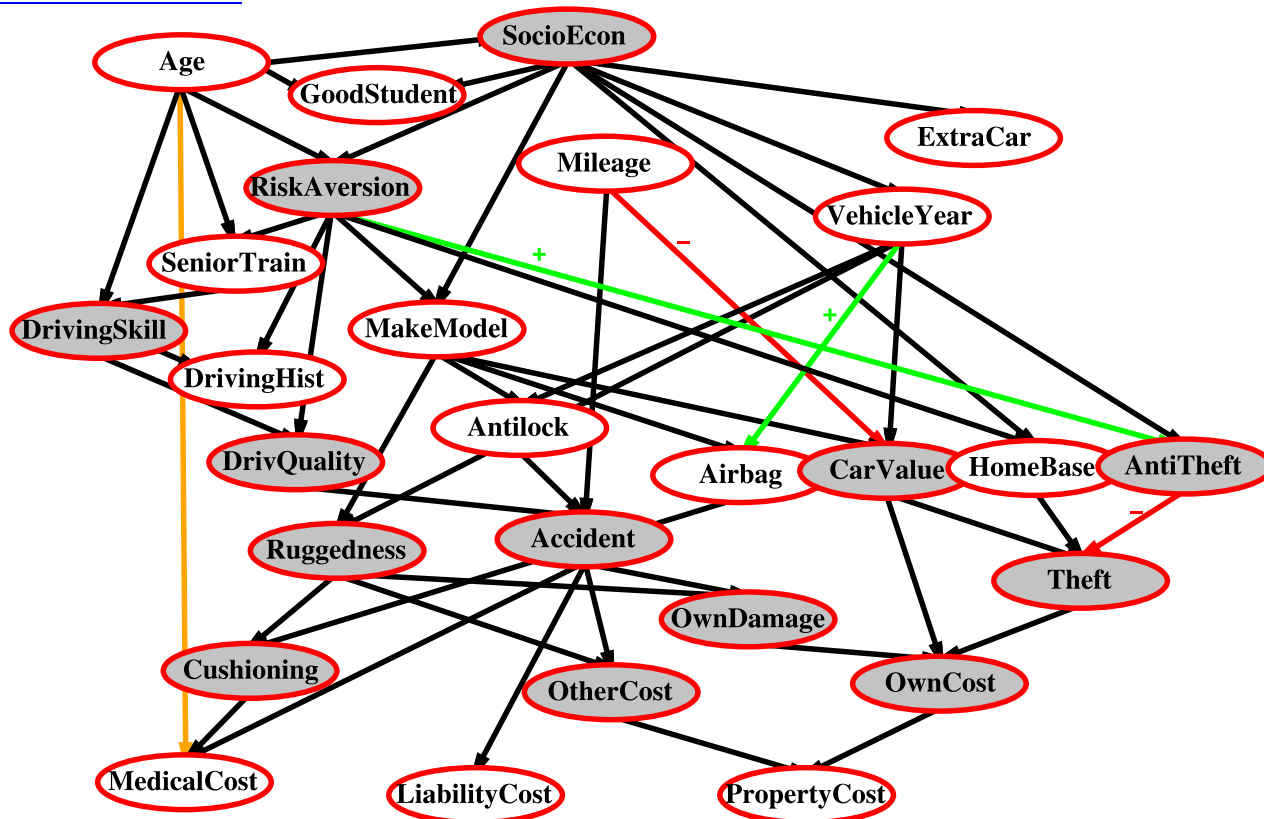 SocioEcon
Age
GoodStudent
ExtraCar
Mileage
RiskAversion
VehicleYear
–
+
SeniorTrain
+
DrivingSkill
MakeModel
DrivingHist
Antilock
DrivQuality
Airbag
CarValue
HomeBase
AntiTheft
–
Ruggedness
Accident
Theft
OwnDamage
Cushioning
OtherCost
OwnCost
MedicalCost
LiabilityCost
PropertyCost